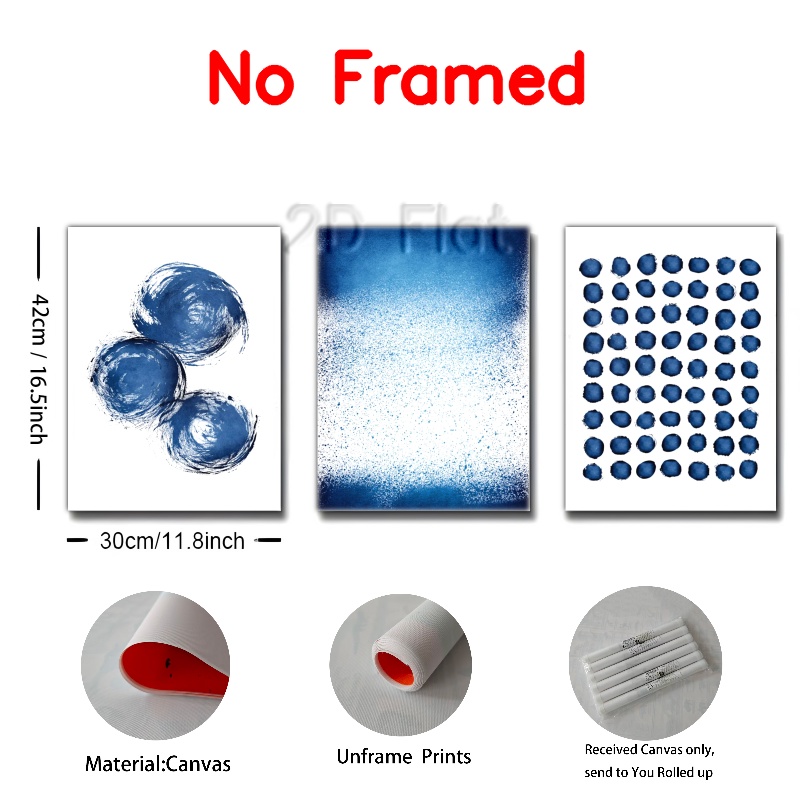 No Framed
2D Flat
42cm / 16.5inch
30cm/11.8inch
Material:Canvas
Unframe Prints
Received Canvas only,
send to You Rolled up